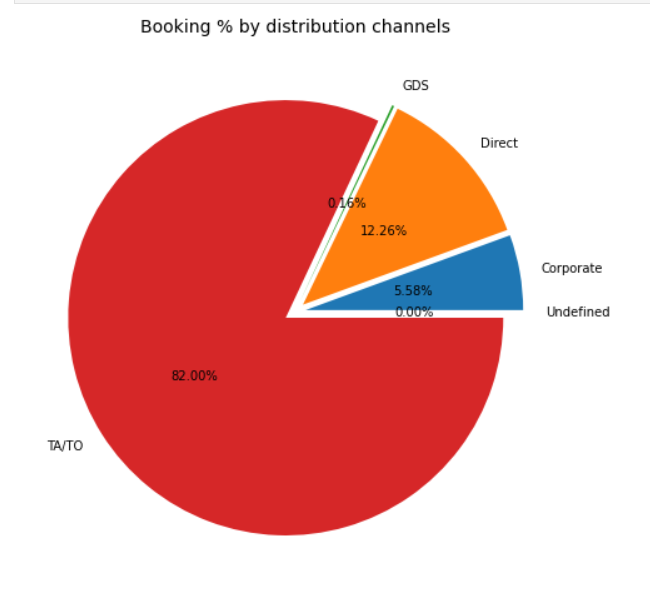 Booking % by distribution channels
GDS
Direct
0.16%
12.26%
Corporate
5.58%
0.00%
Undefined
82.00%
TA/TO